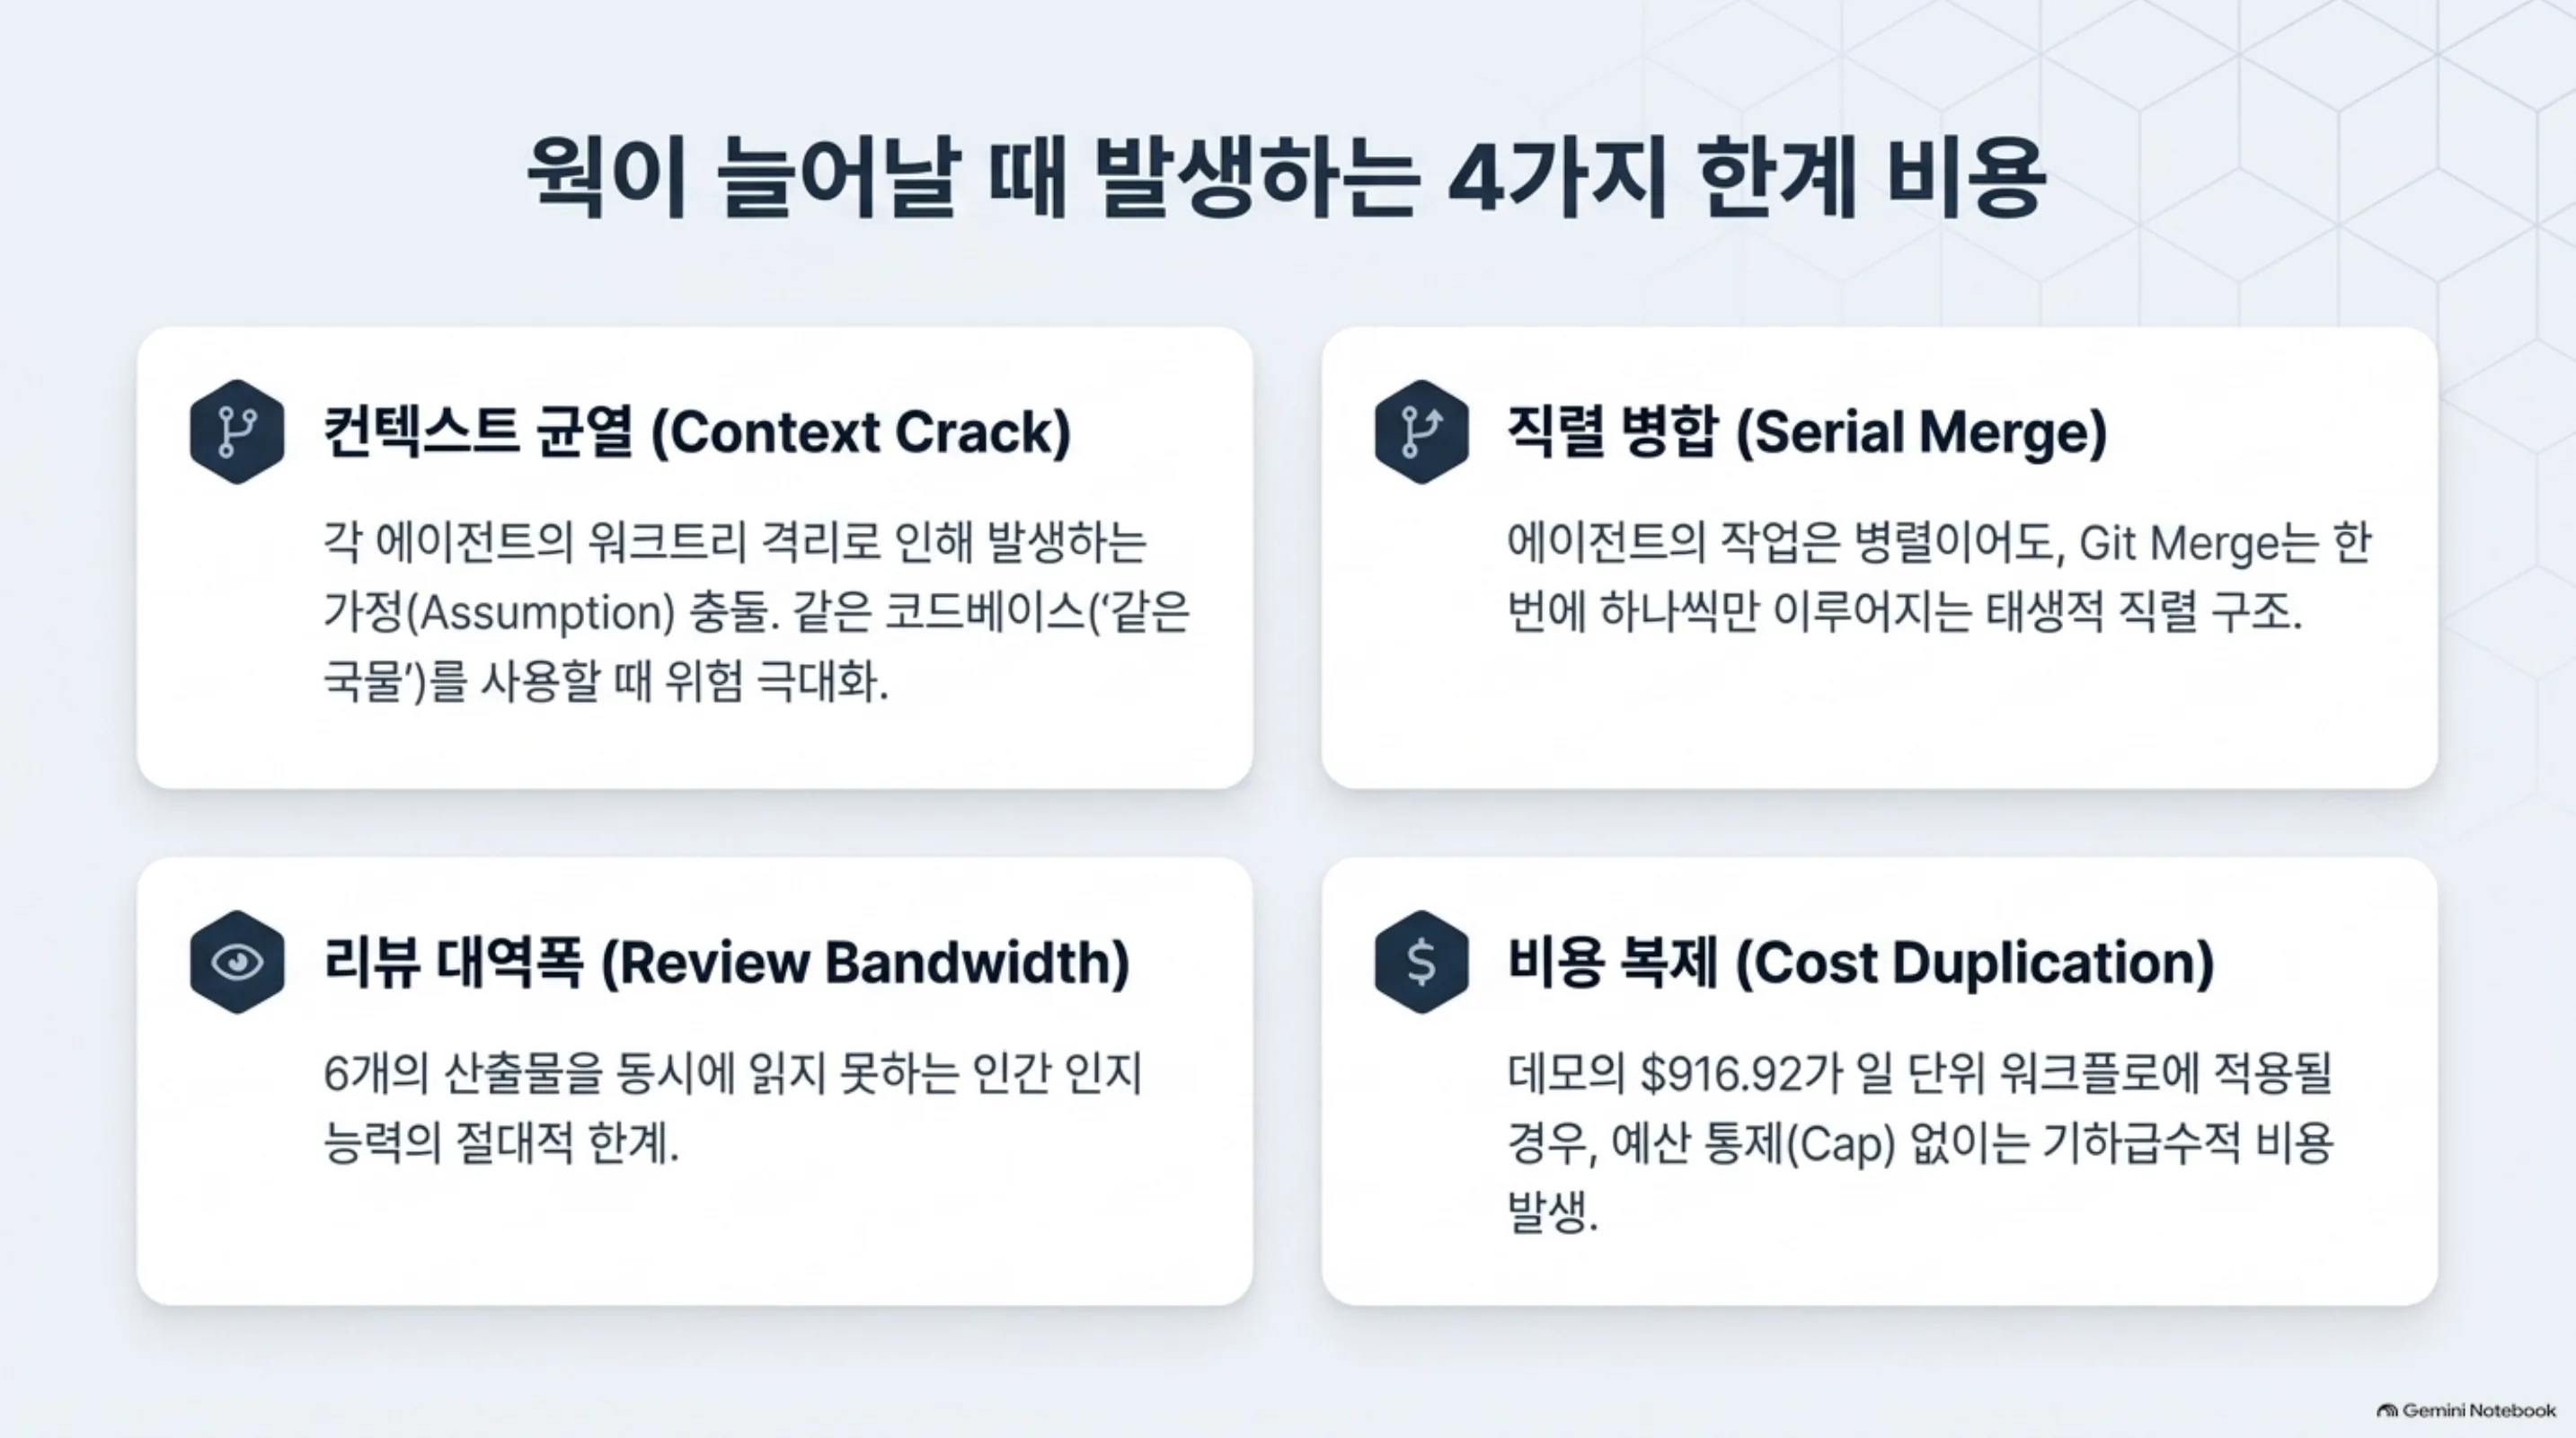 웍이 늘어날 때 발생하는 4가지 한계 비용
컨텍스트 균열 (Context Crack)
각 에이전트의 워크트리 격리로 인해 발생하는
가정(Assumption) 충돌. 같은 코드베이스(‘같은
국물’)를 사용할 때 위험 극대화.
직렬 병합 (Serial Merge)
에이전트의 작업은 병렬이어도, Git Merge는 한
번에 하나씩만 이루어지는 태생적 직렬 구조.
리뷰 대역폭 (Review Bandwidth)
6개의 산출물을 동시에 읽지 못하는 인간 인지
능력의 절대적 한계.
비용 복제 (Cost Duplication)
데모의 $916.92가 일 단위 워크플로에 적용될
경우, 예산 통제(Cap) 없이는 기하급수적 비용
발생.
Gemini Notebook